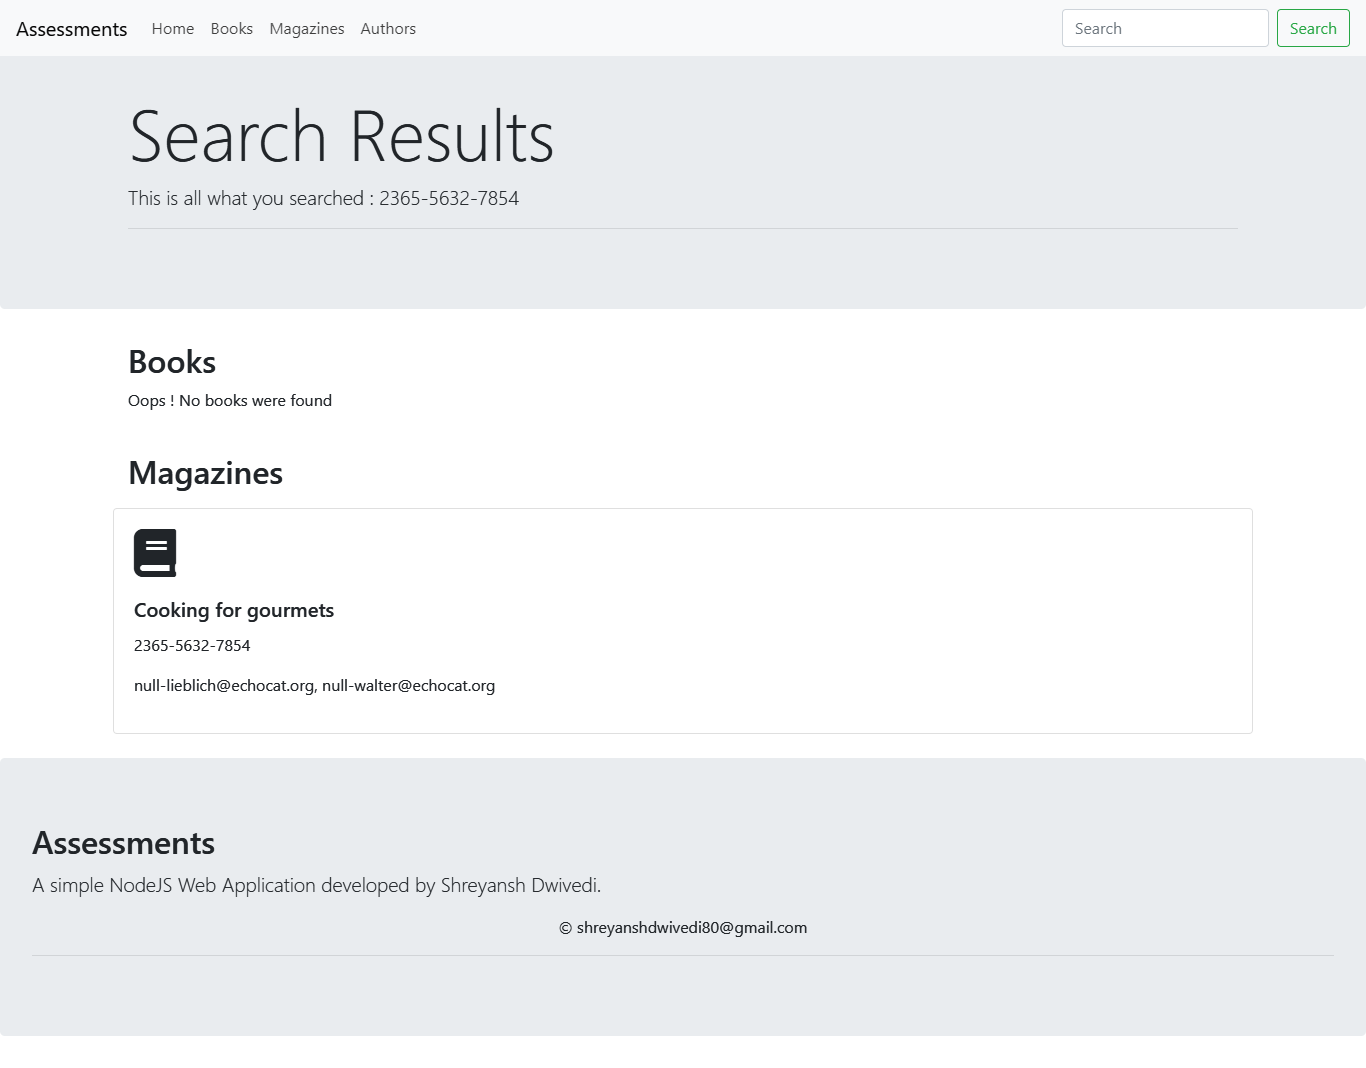 Assessments Home Books Magazines Authors Search Search
Search Results
This is all what you searched : 2365-5632-7854
Books
Oops ! No books were found
Magazines
Cooking for gourmets
2365-5632-7854
null-lieblich@echocat.org, null-walter@echocat.org
Assessments
A simple NodeJS Web Application developed by Shreyansh Dwivedi.
© shreyanshdwivedi80@gmail.com